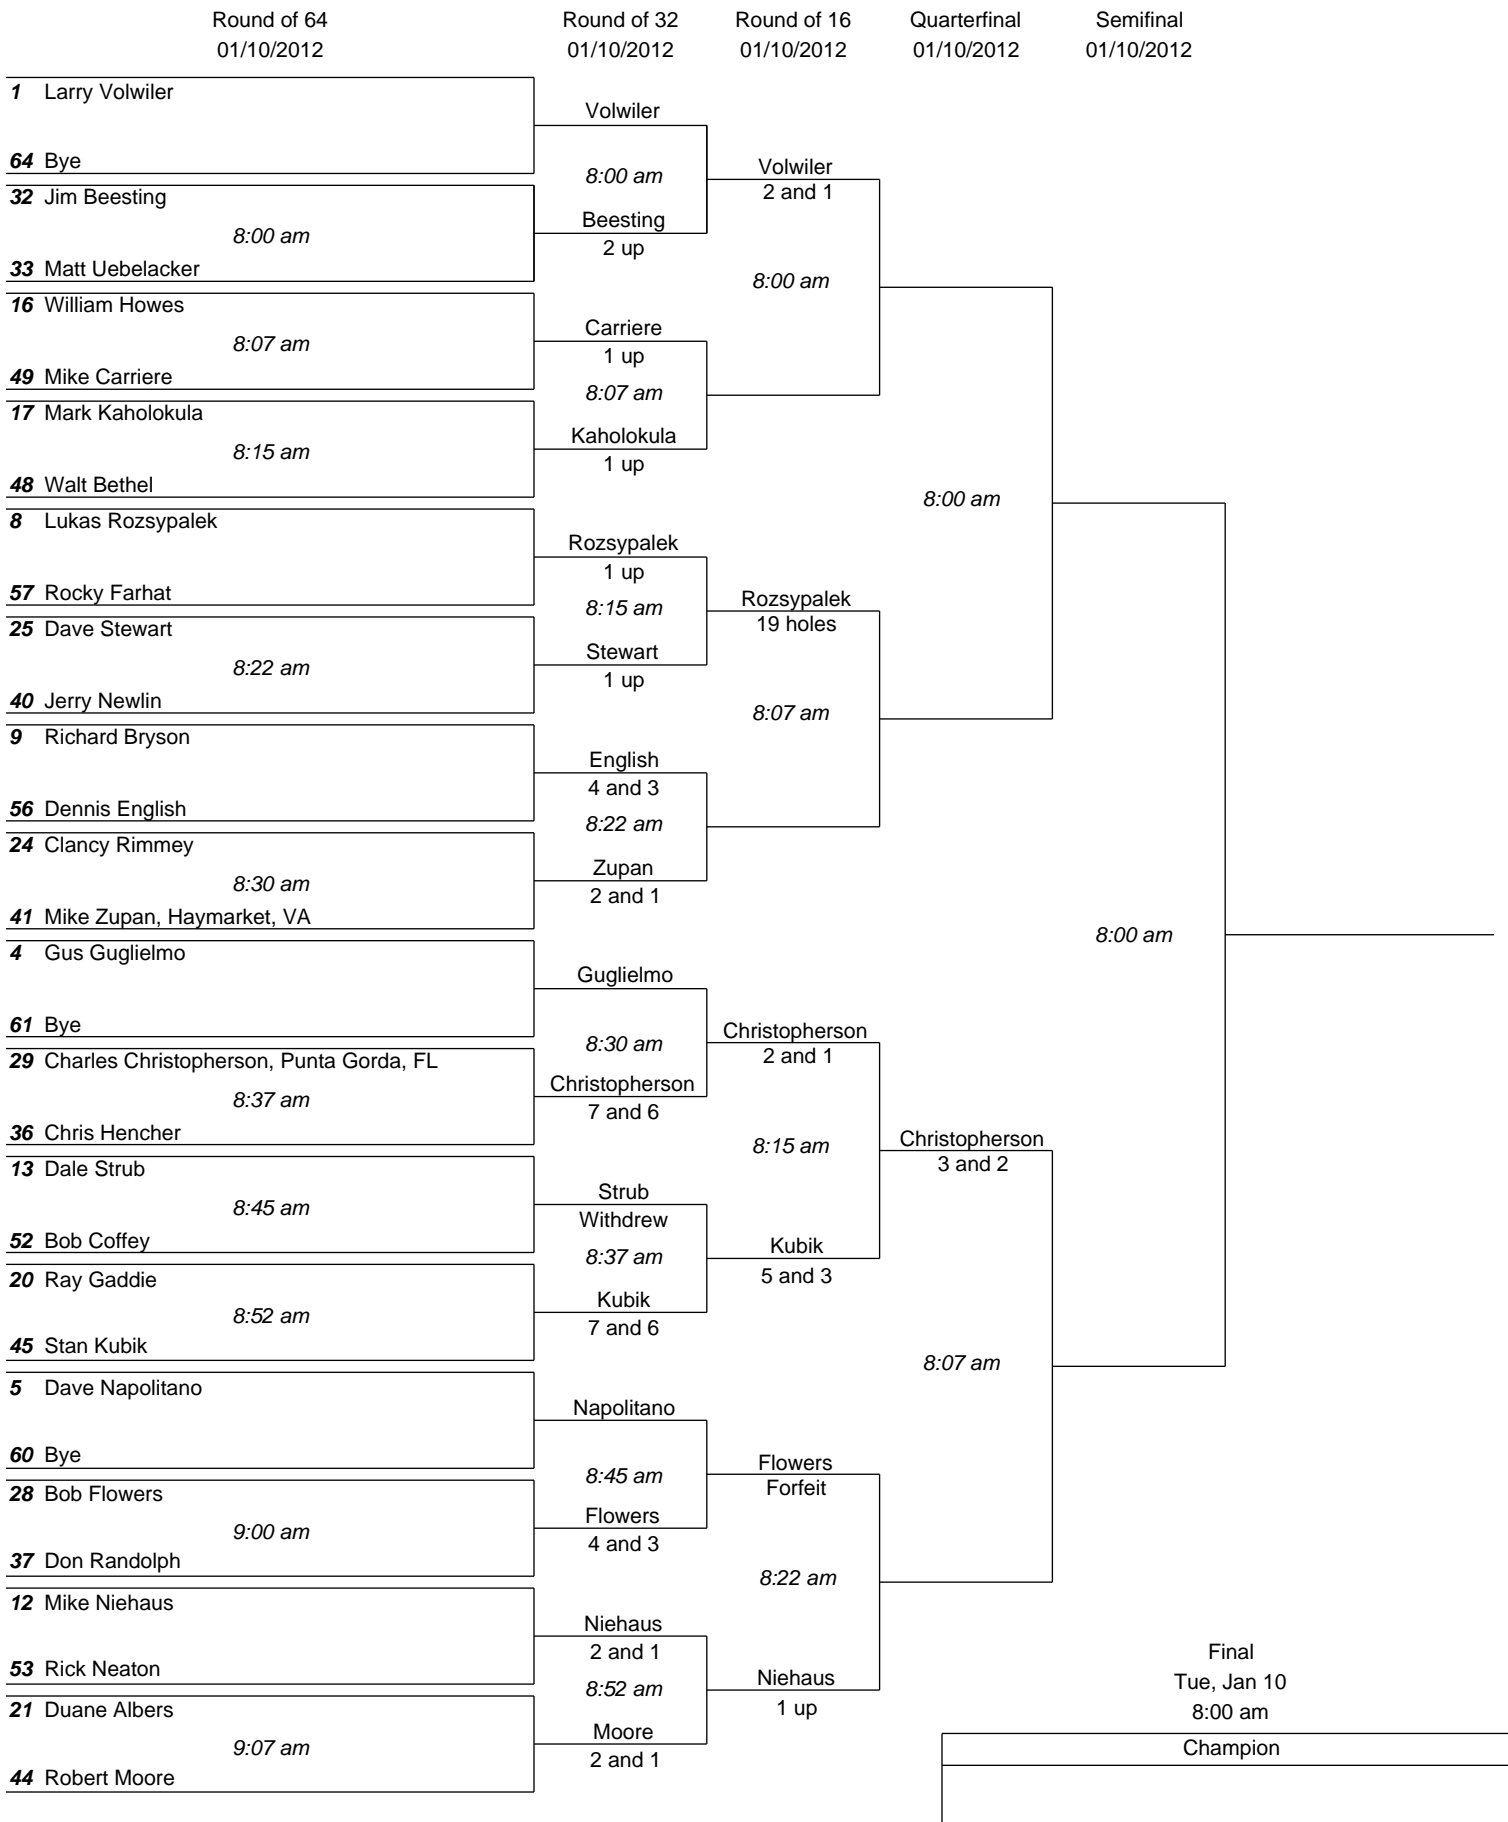 Round of 64 Round of 32 Round of 16 Quarterfinal Semifinal
01/10/2012 01/10/2012 01/10/2012 01/10/2012 01/10/2012
1 Larry Volwiler
Volwiler
64 Bye
8:00 am
Volwiler
2 and 1
32 Jim Beesting
Beesting
8:00 am
2 up
33 Matt Uebelacker
8:00 am
16 William Howes
Carriere
8:07 am
1 up
49 Mike Carriere
8:07 am
17 Mark Kaholokula
Kaholokula
8:15 am
1 up
48 Walt Bethel
8:00 am
8 Lukas Rozsypalek
Rozsypalek
1 up
57 Rocky Farhat
8:15 am
Rozsypalek
19 holes
25 Dave Stewart
Stewart
8:22 am
1 up
40 Jerry Newlin
8:07 am
9 Richard Bryson
English
4 and 3
56 Dennis English
8:22 am
24 Clancy Rimmey
Zupan
8:30 am
2 and 1
41 Mike Zupan, Haymarket, VA
8:00 am
4 Gus Guglielmo
Guglielmo
61 Bye
8:30 am
Christopherson
2 and 1
29 Charles Christopherson, Punta Gorda, FL
Christopherson
8:37 am
7 and 6
36 Chris Hencher
8:15 am
Christopherson
3 and 2
13 Dale Strub
Strub
8:45 am
Withdrew
52 Bob Coffey
8:37 am
Kubik
5 and 3
20 Ray Gaddie
Kubik
8:52 am
7 and 6
45 Stan Kubik
8:07 am
5 Dave Napolitano
Napolitano
60 Bye
8:45 am
Flowers
Forfeit
28 Bob Flowers
Flowers
9:00 am
4 and 3
37 Don Randolph
8:22 am
12 Mike Niehaus
Niehaus
2 and 1
53 Rick Neaton
8:52 am
Niehaus
1 up
21 Duane Albers
Moore
9:07 am
2 and 1
44 Robert Moore
Final
Tue, Jan 10
8:00 am
Champion